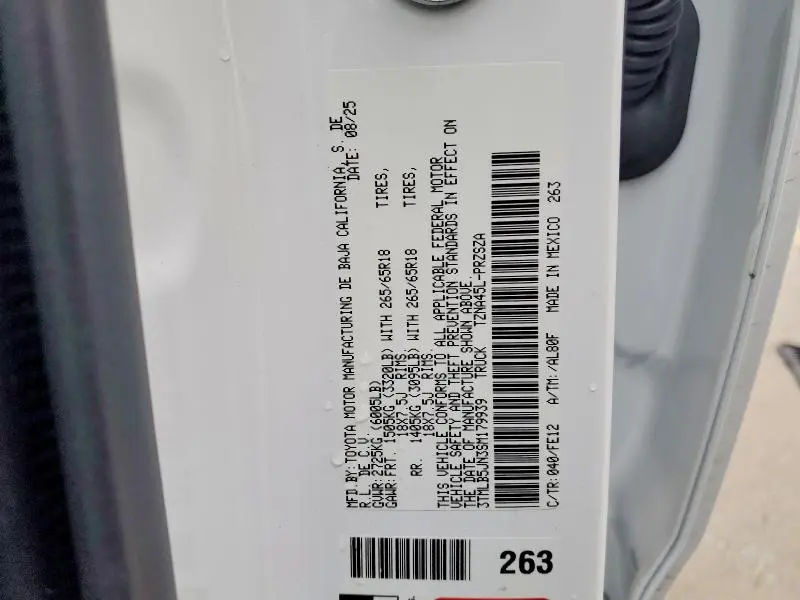 MFD.BY:TOYOTA MOTOR MANUFACTURING DE BAJA CALIFORNIA, S. DE
R.L. DE C.V. DATE: 08/25
GVWR:2725KG(6005LB)
GAWR:FRT. 1505KG(3320LB) WITH 265/65R18 TIRES,
18X7.5J RIMS.
RR. 1405KG(3095LB) WITH 265/65R18 TIRES,
18X7.5J RIMS.
THIS VEHICLE CONFORMS TO ALL APPLICABLE FEDERAL MOTOR
VEHICLE SAFETY AND THEFT PREVENTION STANDARDS IN EFFECT ON
THE DATE OF MANUFACTURE SHOWN ABOVE.
3TMLB5JN3SM179939 TRUCK TZNA45L-PRZSZA
C/TR:040/FE12 A/TM:/AL80F MADE IN MEXICO 263
263